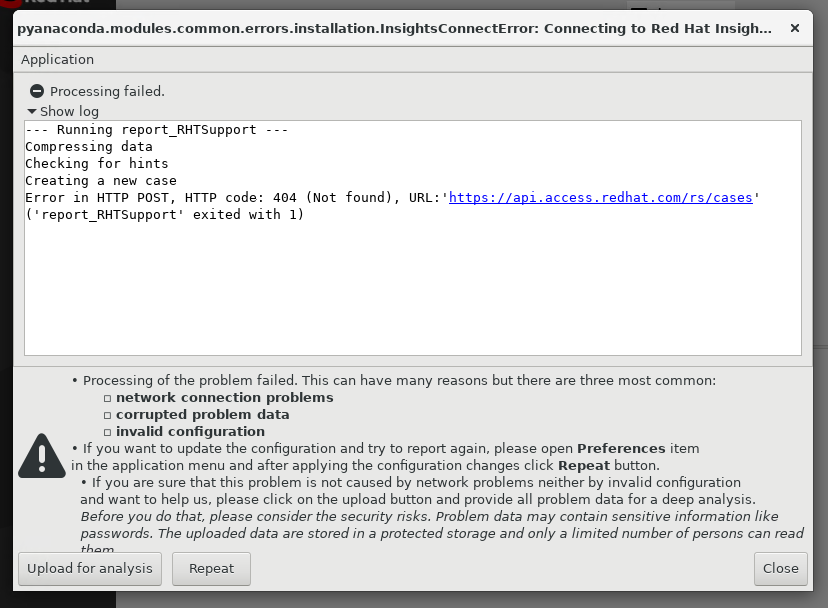 pyanaconda.modules.common.errors.installation.InsightsConnectError: Connecting to Red Hat Insigh...
Application
Processing failed.
Show log
--- Running report_RHTSupport ---
Compressing data
Checking for hints
Creating a new case
Error in HTTP POST, HTTP code: 404 (Not found), URL:'https://api.access.redhat.com/rs/cases'
('report_RHTSupport' exited with 1)
• Processing of the problem failed. This can have many reasons but there are three most common:
▫ network connection problems
▫ corrupted problem data
▫ invalid configuration
• If you want to update the configuration and try to report again, please open Preferences item
in the application menu and after applying the configuration changes click Repeat button.
• If you are sure that this problem is not caused by network problems neither by invalid configuration
and want to help us, please click on the upload button and provide all problem data for a deep analysis.
Before you do that, please consider the security risks. Problem data may contain sensitive information like
passwords. The uploaded data are stored in a protected storage and only a limited number of persons can read
them.
Upload for analysis
Repeat
Close